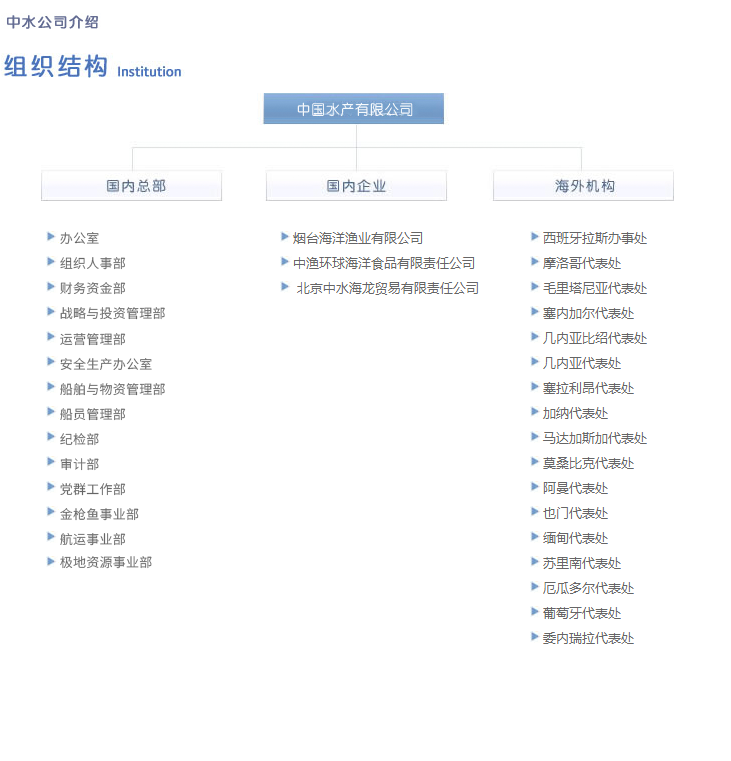 中水公司介绍
组织结构 Institution
中国水产有限公司
国内总部
办公室
组织人事部
财务资金部
战略与投资管理部
运营管理部
安全生产办公室
船舶与物资管理部
船员管理部
纪检部
审计部
党群工作部
金枪鱼事业部
航运事业部
极地资源事业部
国内企业
烟台海洋渔业有限公司
中渔环球海洋食品有限责任公司
北京中水海龙贸易有限责任公司
海外机构
西班牙拉斯办事处
摩洛哥代表处
毛里塔尼亚代表处
塞内加尔代表处
几内亚比绍代表处
几内亚代表处
塞拉利昂代表处
加纳代表处
马达加斯加代表处
莫桑比克代表处
阿曼代表处
也门代表处
缅甸代表处
苏里南代表处
厄瓜多尔代表处
葡萄牙代表处
委内瑞拉代表处